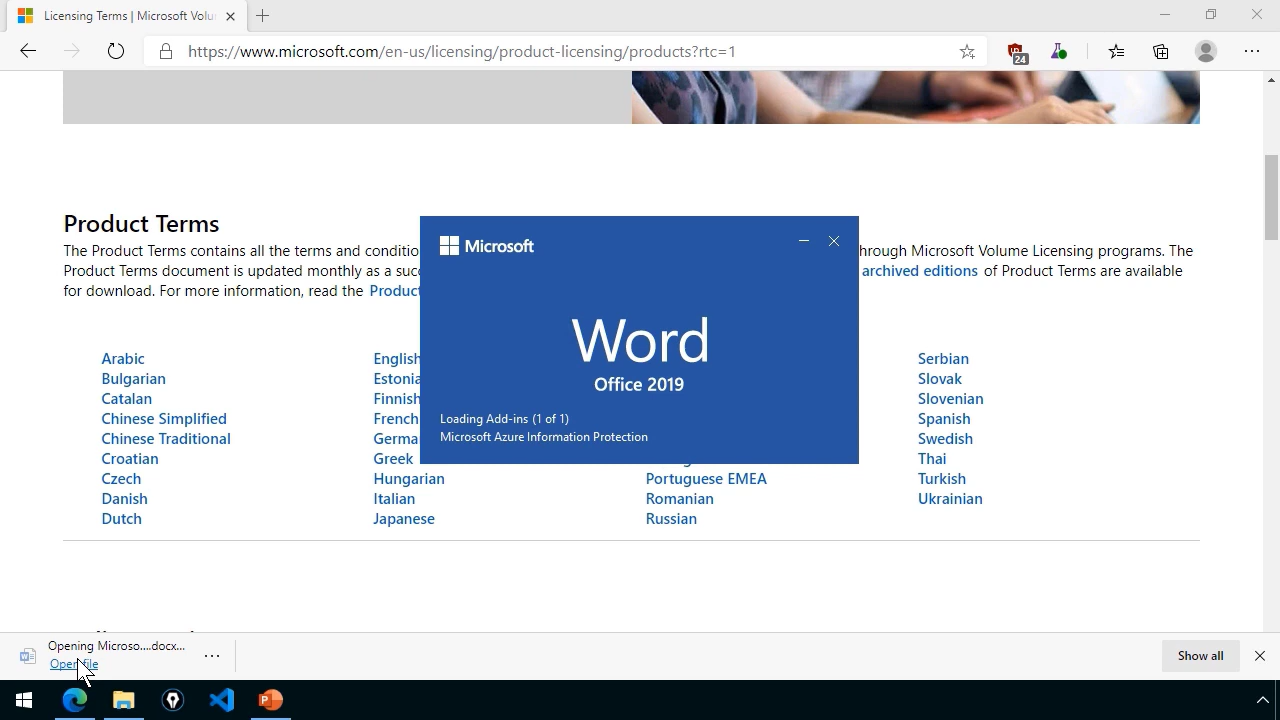 Licensing Terms | Microsoft Volu
https://www.microsoft.com/en-us/licensing/product-licensing/products?rtc=1
24
Product Terms
The Product Terms contains all the terms and conditio hrough Microsoft Volume Licensing programs. The
Product Terms document is updated monthly as a suc archived editions of Product Terms are available
for download. For more information, read the Product
Microsoft
Word
Office 2019
Loading Add-ins (1 of 1)
Microsoft Azure Information Protection
Arabic English Serbian
Bulgarian Estonia Slovak
Catalan Finnish Slovenian
Chinese Simplified French Spanish
Chinese Traditional Germa Swedish
Croatian Greek Thai
Czech Hungarian Portuguese EMEA Turkish
Danish Italian Romanian Ukrainian
Dutch Japanese Russian
Opening Microso....docx...
Open file
Show all